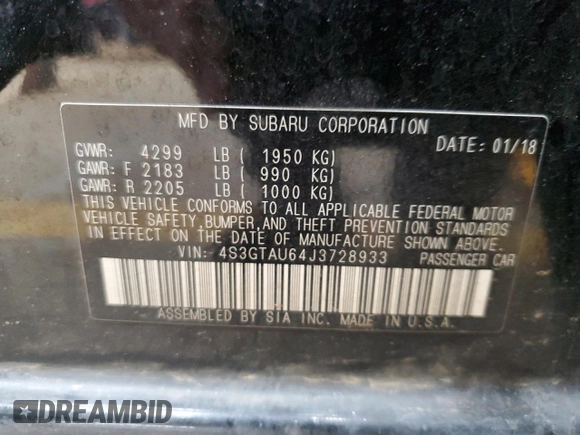 MFD BY SUBARU CORPORATION
DATE: 01/18
GVWR: 4299 LB ( 1950 KG)
GAWR: F 2183 LB ( 990 KG)
GAWR: R 2205 LB ( 1000 KG)
THIS VEHICLE CONFORMS TO ALL APPLICABLE FEDERAL MOTOR
VEHICLE SAFETY,BUMPER,AND THEFT PREVENTION STANDARDS
IN EFFECT ON THE DATE OF MANUFACTURE SHOWN ABOVE.
VIN: 4S3GTAU64J3728933 PASSENGER CAR
ASSEMBLED BY SIA INC. MADE IN U.S.A.
DREAMBID